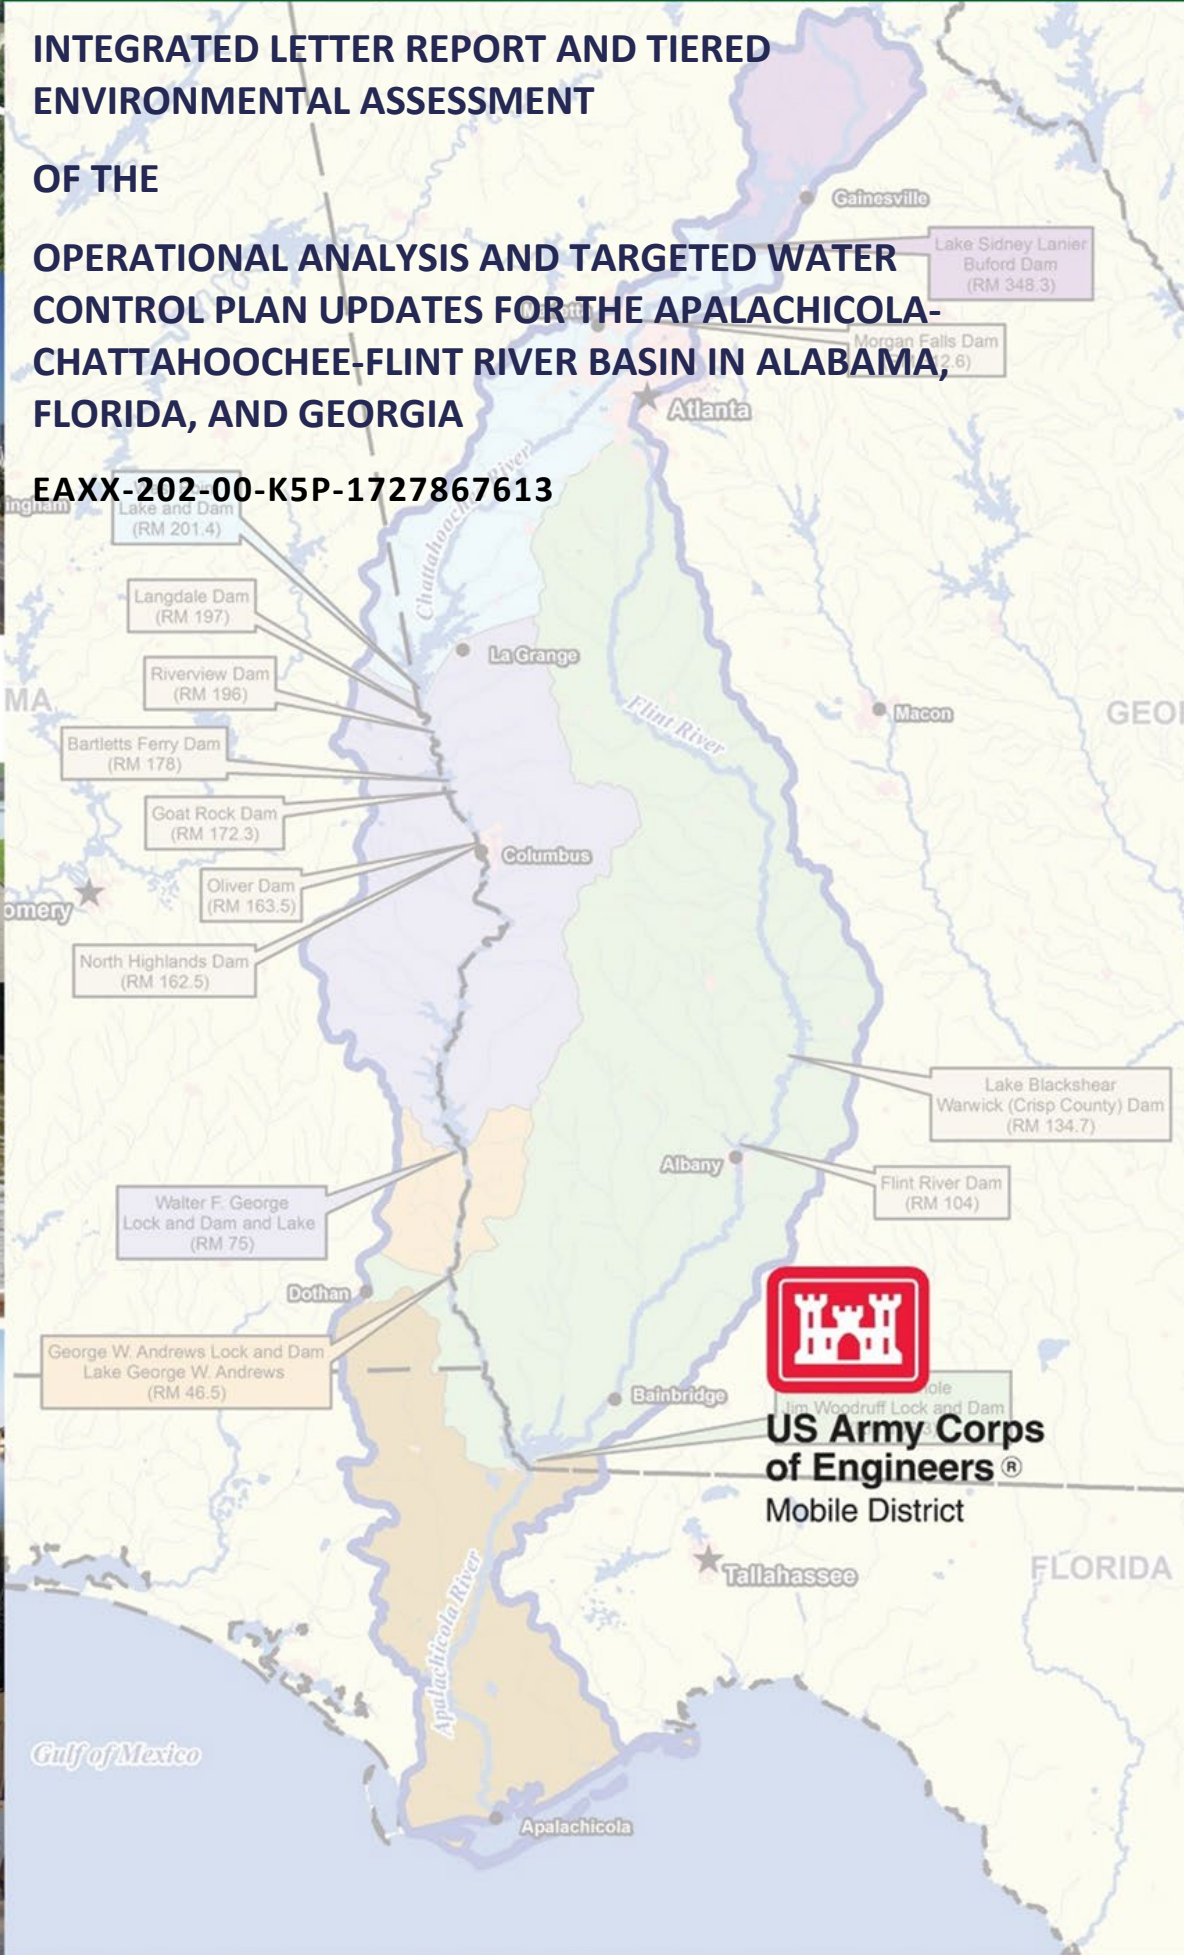 INTEGRATED LETTER REPORT AND TIERED
ENVIRONMENTAL ASSESSMENT
OF THE
OPERATIONAL ANALYSIS AND TARGETED WATER
CONTROL PLAN UPDATES FOR THE APALACHICOLA-
CHATTAHOOCHEE-FLINT RIVER BASIN IN ALABAMA,
FLORIDA, AND GEORGIA
EAXX-202-00-K5P-1727867613
Gainesville
Lake Sidney Lanier
Buford Dam
(RM 348.3)
Morgan Falls Dam
Atlanta
Chattahoochee River
Lake and Dam
(RM 201.4)
Langdale Dam
(RM 197)
La Grange
Riverview Dam
(RM 196)
Flint River
Macon
Bartletts Ferry Dam
(RM 178)
Goat Rock Dam
(RM 172.3)
Columbus
Oliver Dam
(RM 163.5)
North Highlands Dam
(RM 162.5)
Lake Blackshear
Warwick (Crisp County) Dam
(RM 134.7)
Albany
Flint River Dam
(RM 104)
Walter F. George
Lock and Dam and Lake
(RM 75)
Dothan
George W. Andrews Lock and Dam
Lake George W. Andrews
(RM 46.5)
Bainbridge
Jim Woodruff Lock and Dam
US Army Corps
of Engineers ®
Mobile District
Tallahassee
FLORIDA
Apalachicola River
Gulf of Mexico
Apalachicola